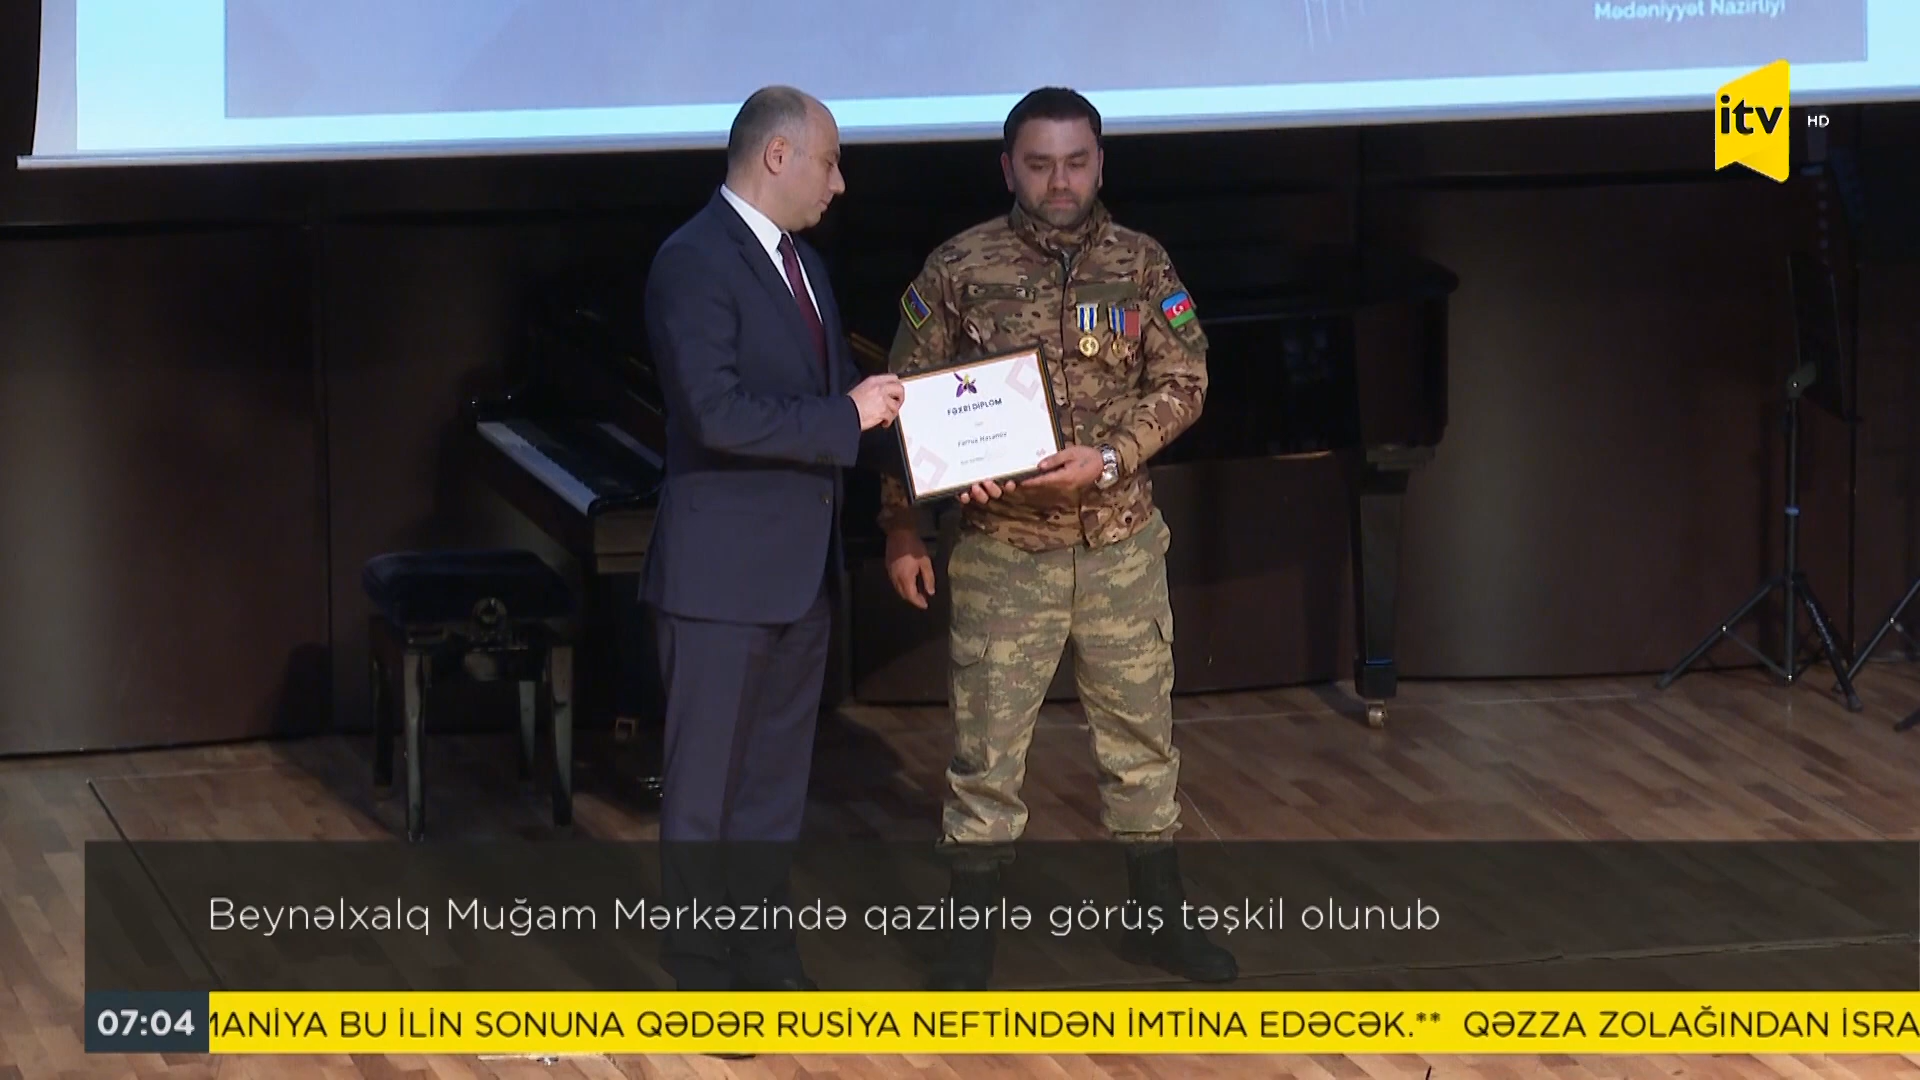 Mədəniyyət Nazirliyi
itv HD
FƏXRİ DİPLOM
Beynəlxalq Muğam Mərkəzində qazilərlə görüş təşkil olunub
07:04 MANİYA BU İLİN SONUNA QƏDƏR RUSİYA NEFTİNDƏN İMTİNA EDƏCƏK.** QƏZZA ZOLAĞINDAN İSRA